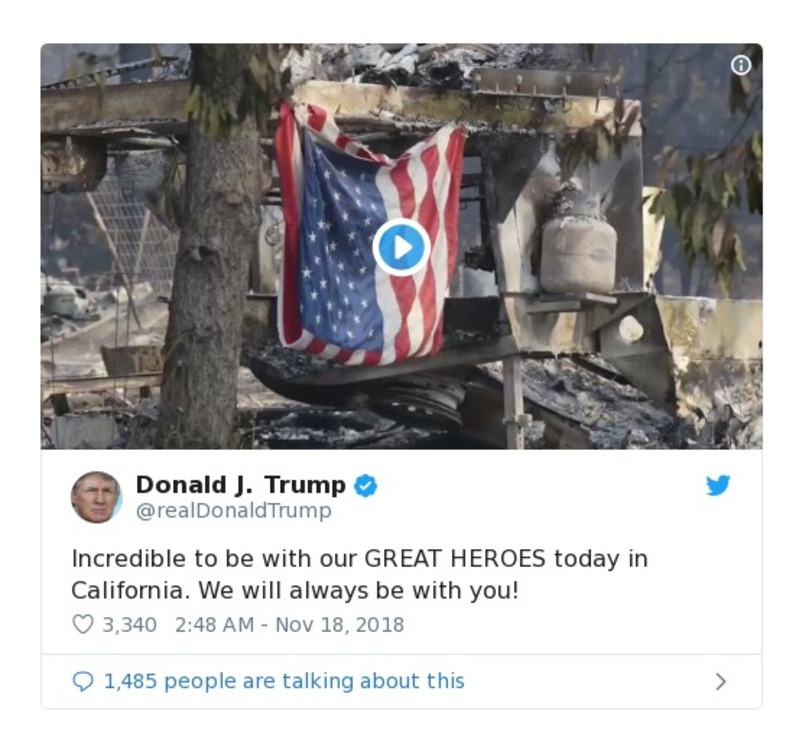 Donald J. Trump
@realDonaldTrump
Incredible to be with our GREAT HEROES today in
California. We will always be with you!
3,340 2:48 AM - Nov 18, 2018
1,485 people are talking about this